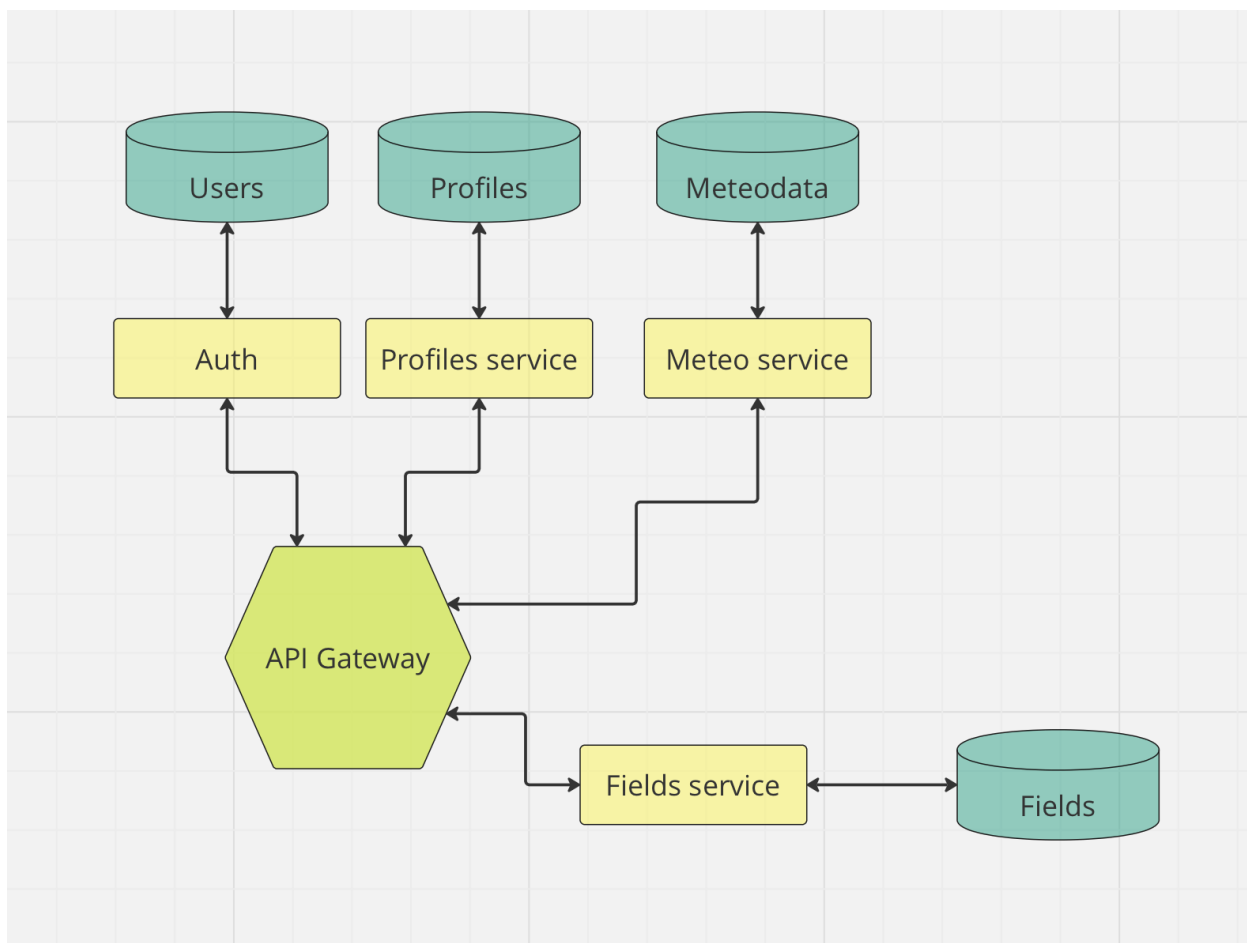 Users
Profiles
Meteodata
Auth
Profiles service
Meteo service
API Gateway
Fields service
Fields